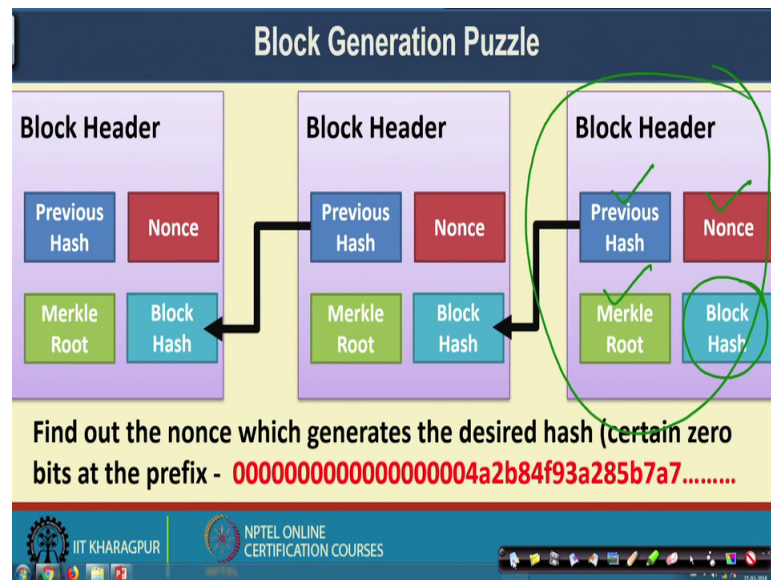 Block Generation Puzzle
Block Header
Previous
Hash
Nonce
Merkle
Root
Block
Hash
Block Header
Previous
Hash
Nonce
Merkle
Root
Block
Hash
Block Header
Previous
Hash
Nonce
Merkle
Root
Block
Hash
Find out the nonce which generates the desired hash (certain zero
bits at the prefix - 0000000000000000004a2b84f93a285b7a7.........
IIT KHARAGPUR
NPTEL ONLINE
CERTIFICATION COURSES